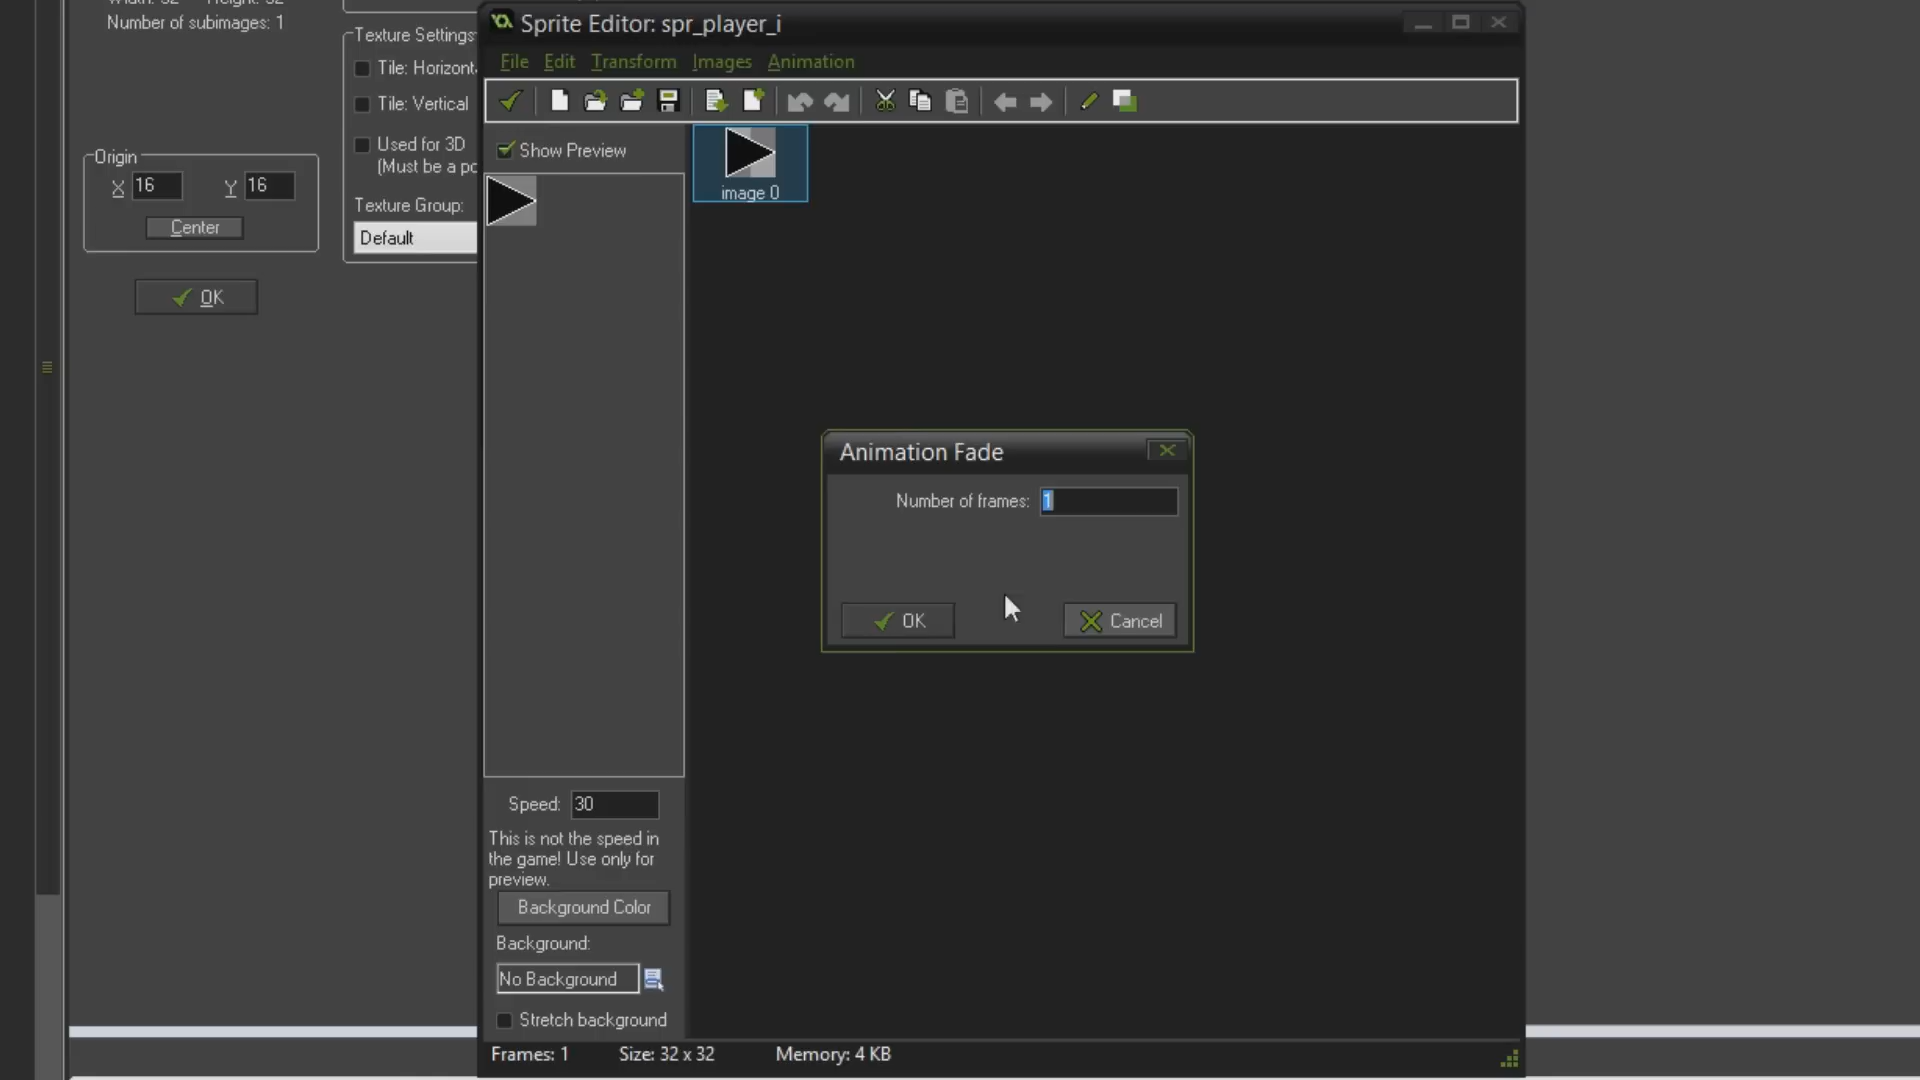 Number of subimages: 1
Texture Settings
Tile: Horizont
Tile: Vertical
Used for 3D
(Must be a po
Texture Group:
Default
Origin
X 16 Y 16
Center
OK
Sprite Editor: spr_player_i
File Edit Transform Images Animation
Show Preview
image 0
Animation Fade
Number of frames: 1
OK Cancel
Speed: 30
This is not the speed in
the game! Use only for
preview.
Background Color
Background:
No Background
Stretch background
Frames: 1 Size: 32 x 32 Memory: 4 KB